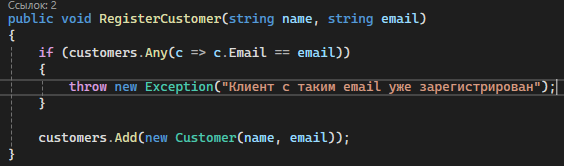 Ссылок: 2
public void RegisterCustomer(string name, string email)
{
if (customers.Any(c => c.Email == email))
{
throw new Exception("Клиент с таким email уже зарегистрирован");
}
customers.Add(new Customer(name, email));
}